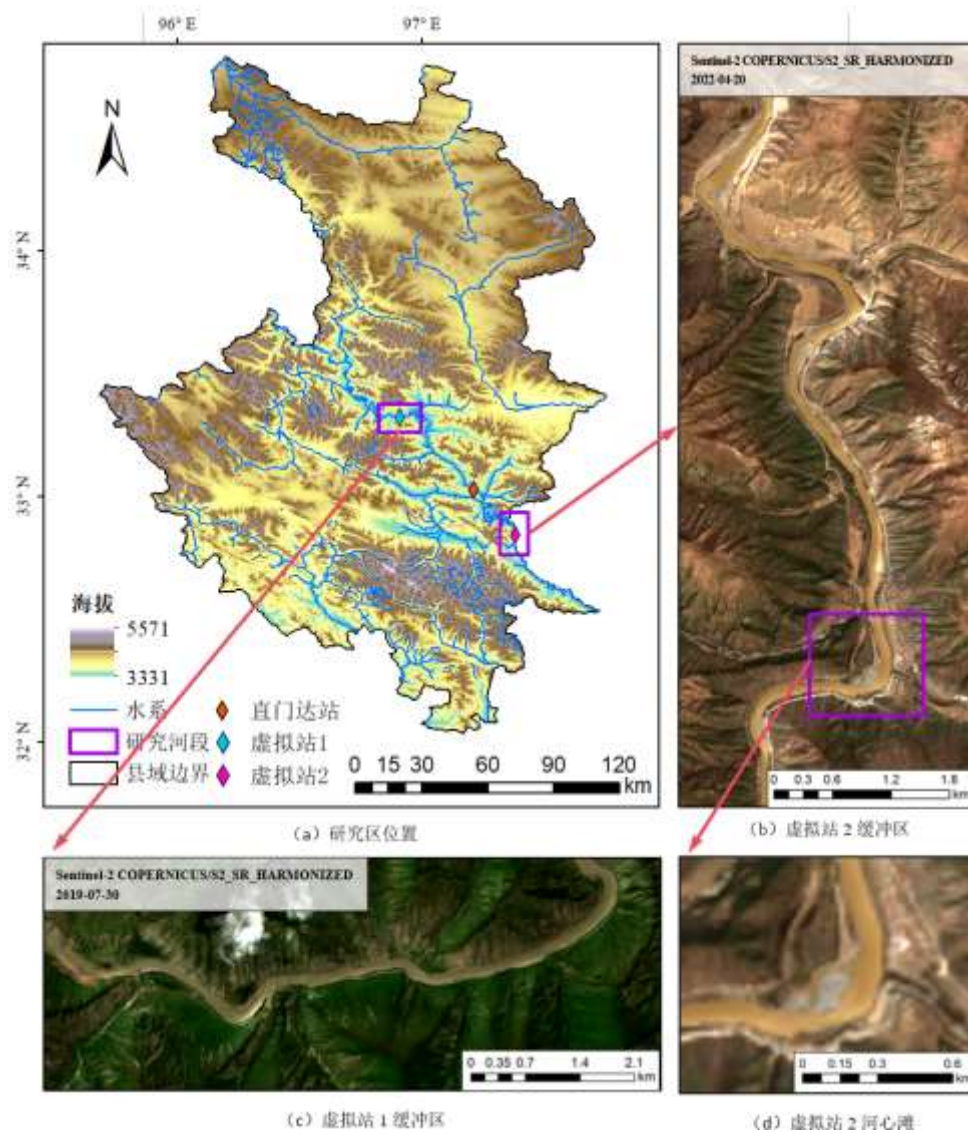 96° E 97° E
N
34° N
33° N
32° N
海拔
5571
3331
水系
研究河段
县域边界
直门达站
虚拟站1
虚拟站2
0 15 30 60 90 120
km
(a) 研究区位置
Sentinel-2 COPERNICUS/S2_SR_HARMONIZED
2022-04-20
0 0.3 0.6 1.2 1.8
km
(b) 虚拟站 2 缓冲区
Sentinel-2 COPERNICUS/S2_SR_HARMONIZED
2019-07-30
0 0.35 0.7 1.4 2.1
km
(c) 虚拟站 1 缓冲区
0 0.15 0.3 0.6
km
(d) 虚拟站 2 河心滩